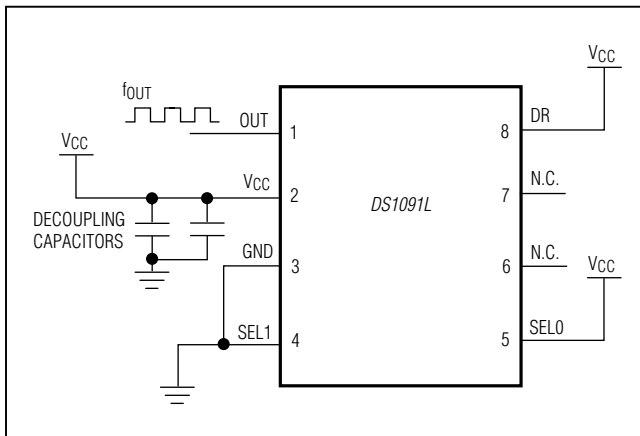 VCC
fOUT
OUT
1
8
DR
VCC
VCC
2
DS1091L
7
N.C.
DECOUPLING
CAPACITORS
GND
3
6
N.C.
VCC
SEL1
4
5
SEL0